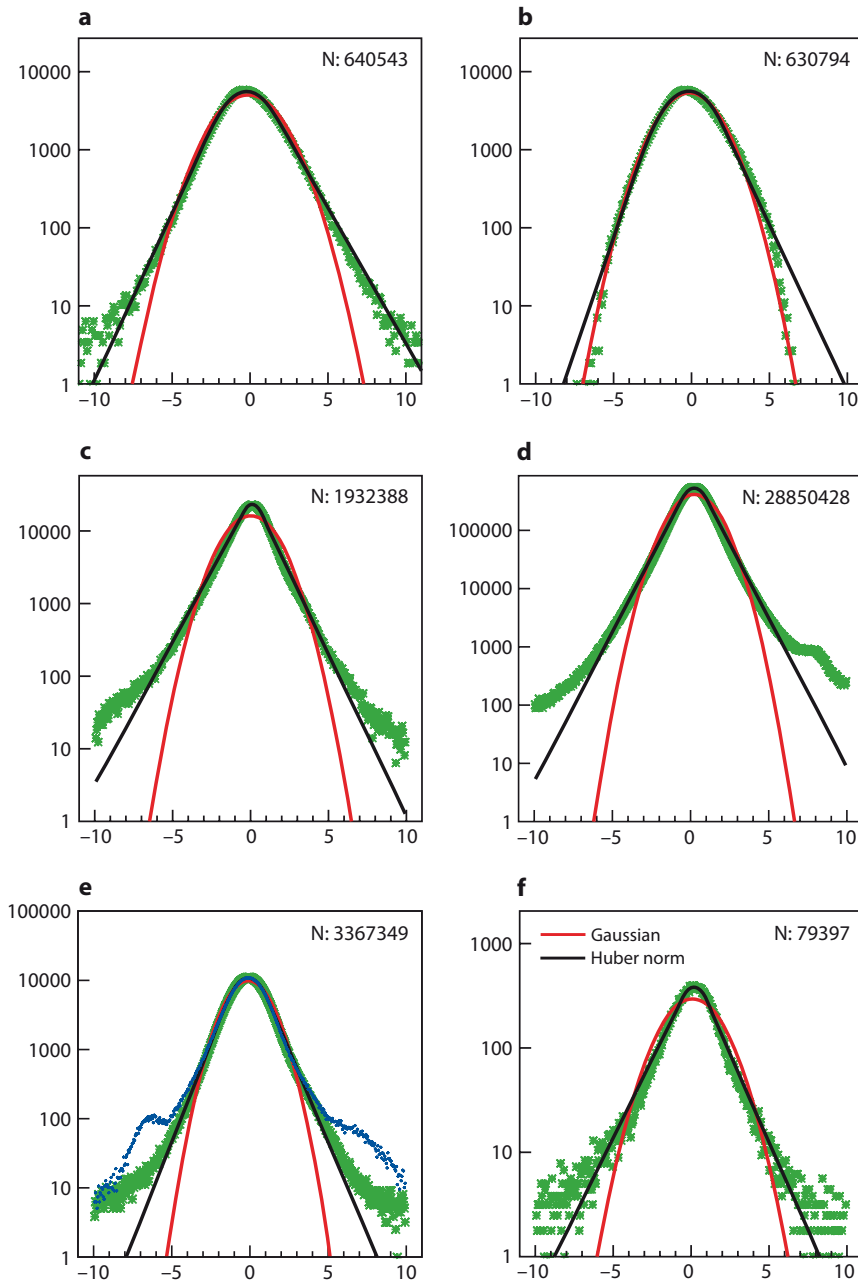 a
N: 640543
10000
1000
100
10
1
−10 −5 0 5 10
b
N: 630794
10000
1000
100
10
1
−10 −5 0 5 10
c
N: 1932388
10000
1000
100
10
1
−10 −5 0 5 10
d
N: 28850428
100000
10000
1000
100
10
1
−10 −5 0 5 10
e
100000
N: 3367349
10000
1000
100
10
1
−10 −5 0 5 10
f
N: 79397
Gaussian
Huber norm
1000
100
10
1
−10 −5 0 5 10